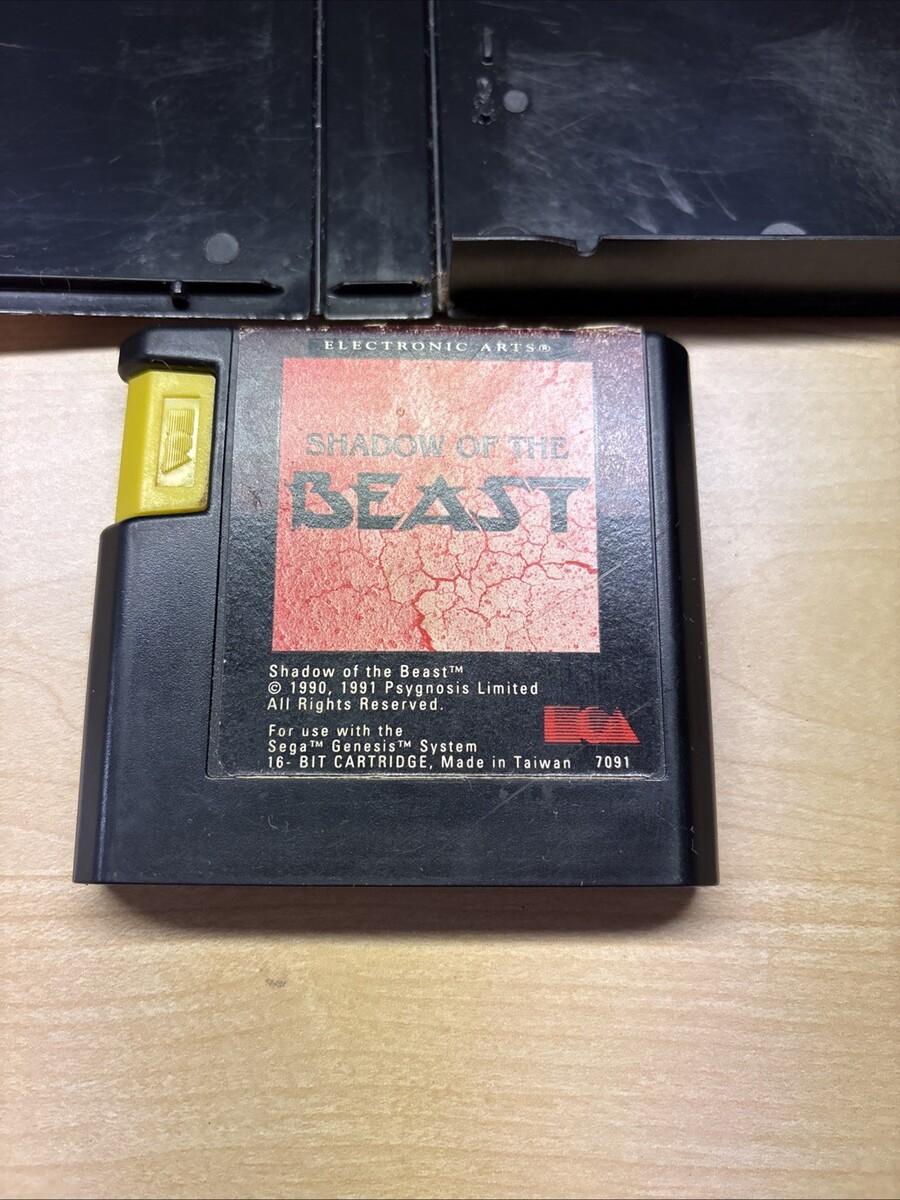 ELECTRONIC ARTS®
SHADOW OF THE
BEAST
Shadow of the Beast™
© 1990, 1991 Psygnosis Limited
All Rights Reserved.
EA
For use with the
Sega™ Genesis™ System
16- BIT CARTRIDGE, Made in Taiwan 7091